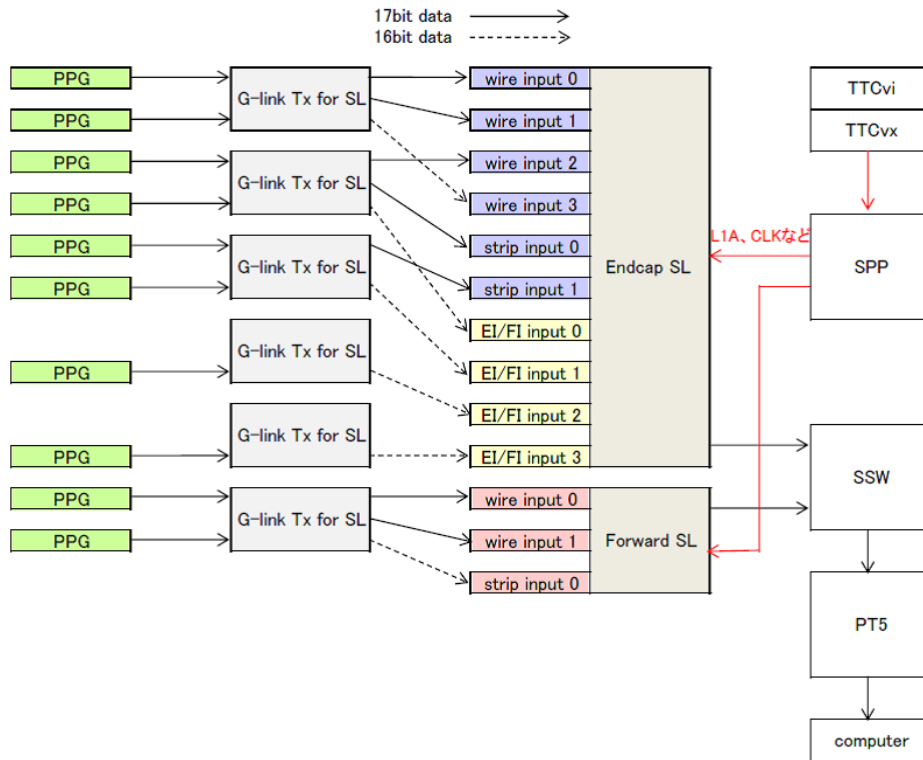 17bit data
16bit data
PPG
PPG
PPG
PPG
PPG
PPG
PPG
PPG
PPG
PPG
G-link Tx for SL
G-link Tx for SL
G-link Tx for SL
G-link Tx for SL
G-link Tx for SL
G-link Tx for SL
wire input 0
wire input 1
wire input 2
wire input 3
strip input 0
strip input 1
EI/FI input 0
EI/FI input 1
EI/FI input 2
EI/FI input 3
Endcap SL
wire input 0
wire input 1
strip input 0
Forward SL
TTCvi
TTCvx
L1A、CLKなど
SPP
SSW
PT5
computer